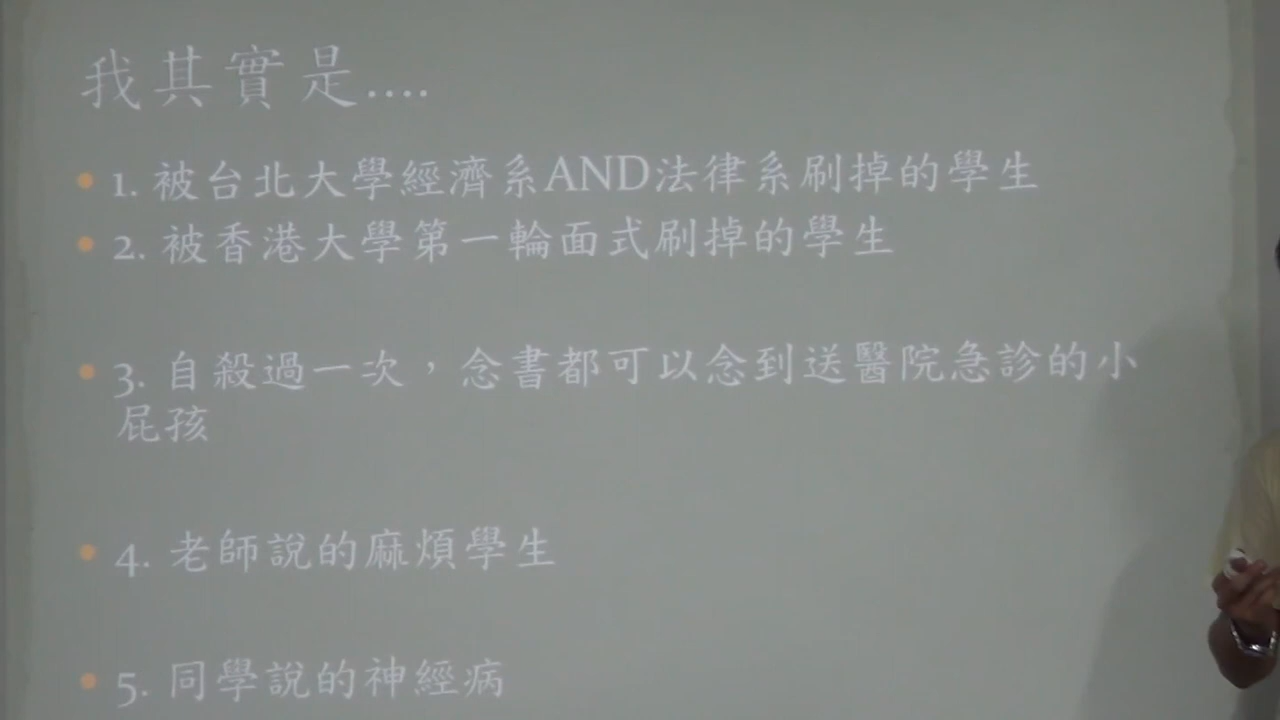 我其實是....
1. 被台北大學經濟系AND法律系刷掉的學生
2. 被香港大學第一輪面式刷掉的學生
3. 自殺過一次，念書都可以念到送醫院急診的小
屁孩
4. 老師說的麻煩學生
5. 同學說的神經病